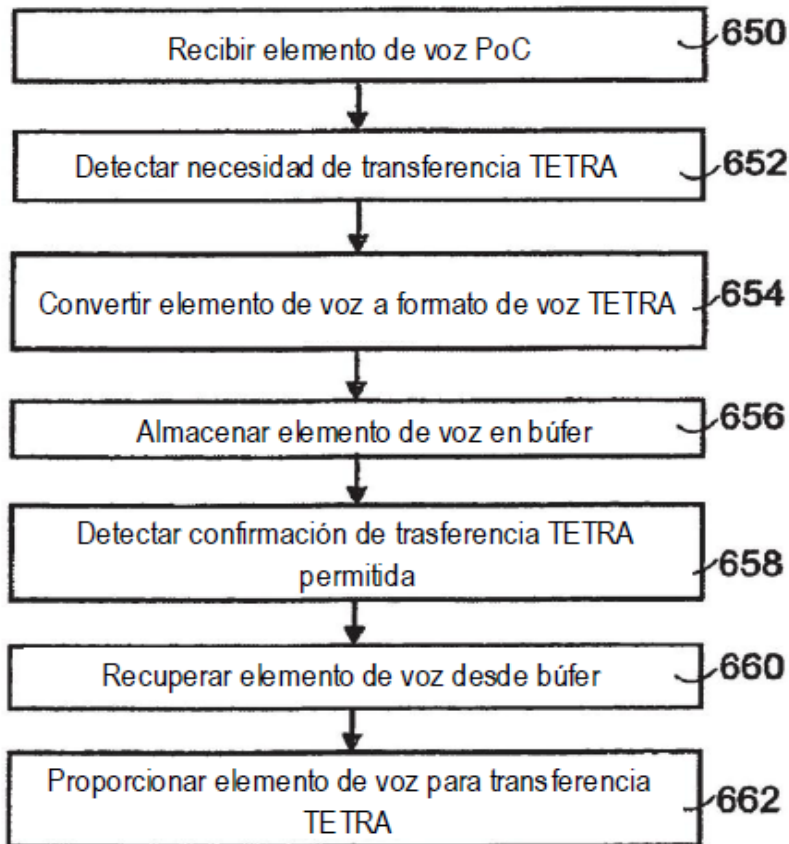 Recibir elemento de voz PoC
650
Detectar necesidad de transferencia TETRA
652
Convertir elemento de voz a formato de voz TETRA
654
Almacenar elemento de voz en búfer
656
Detectar confirmación de trasferencia TETRA
permitida
658
Recuperar elemento de voz desde búfer
660
Proporcionar elemento de voz para transferencia
TETRA
662